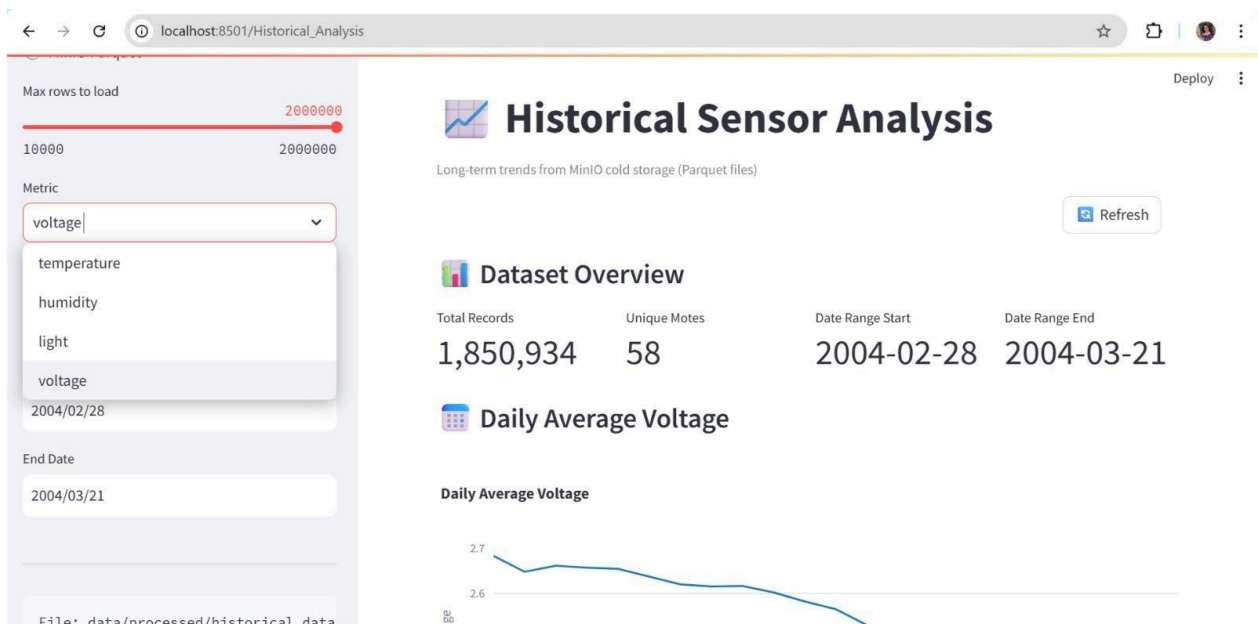 localhost:8501/Historical_Analysis
Deploy
Max rows to load
2000000
10000 2000000
Metric
voltage
temperature
humidity
light
voltage
2004/02/28
End Date
2004/03/21
File: data/processed/historical_data
Historical Sensor Analysis
Long-term trends from MinIO cold storage (Parquet files)
Refresh
Dataset Overview
Total Records Unique Motes Date Range Start Date Range End
1,850,934 58 2004-02-28 2004-03-21
Daily Average Voltage
Daily Average Voltage
2.7
2.6